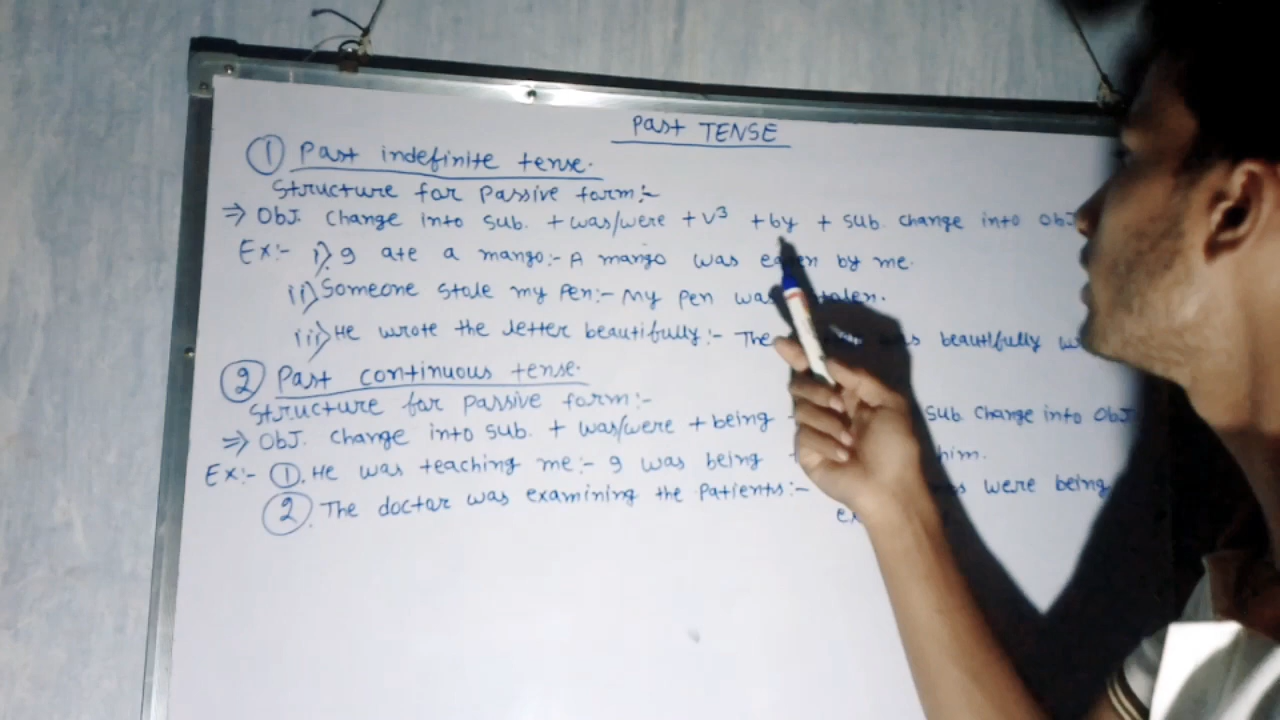 Past TENSE
① Past indefinite tense.
Structure for Passive form:-
⇒ Obj. change into sub. + was/were + v³ + by + sub. change into Obj
Ex:- i) I ate a mango:- A mango was eaten by me.
ii) Someone stole my pen:- My pen was stolen.
iii) He wrote the letter beautifully:- The was beautifully
② Past continuous tense.
Structure for Passive form:-
⇒ Obj. change into sub. + was/were + being sub. change into Obj
Ex:- ①. He was teaching me:- I was being him.
②. The doctor was examining the patients:- were being